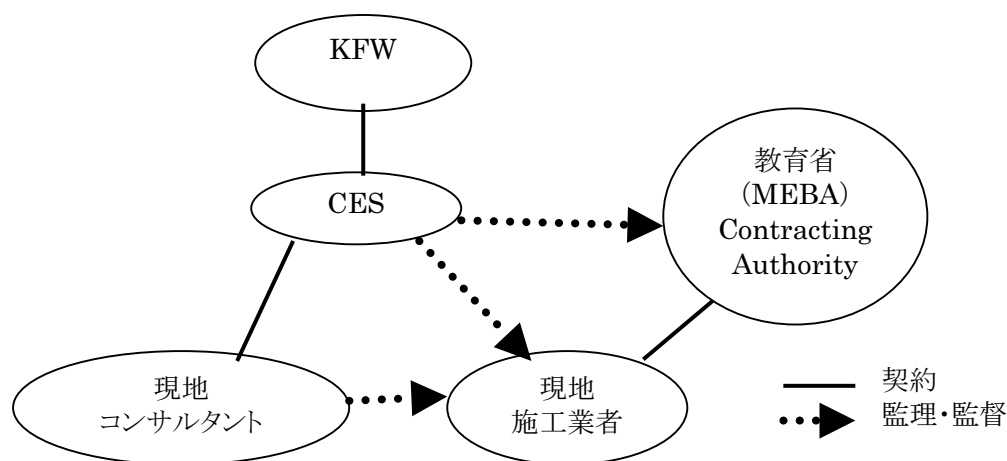 KFW
CES
教育省
(MEBA)
Contracting
Authority
現地
コンサルタント
現地
施工業者
契約
監理・監督